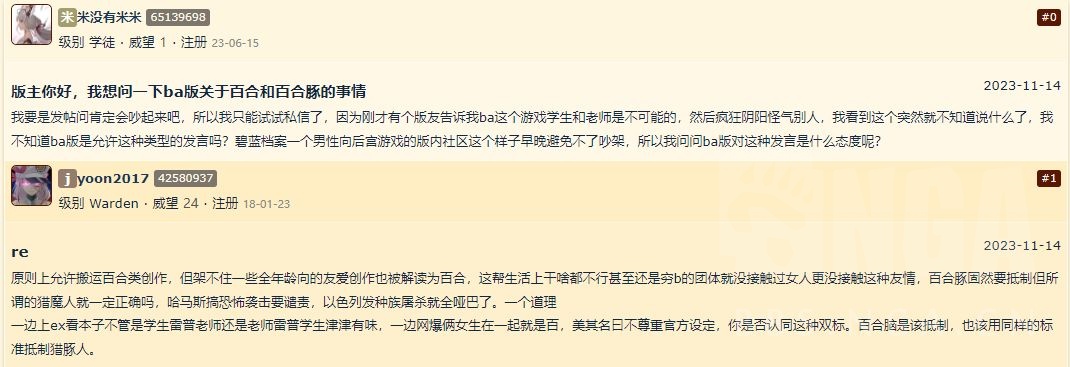 米米没有米米 65139698 #0
级别 学徒 · 威望 1 · 注册 23-06-15
版主你好，我想问一下ba版关于百合和百合豚的事情 2023-11-14
我要是发帖问肯定会吵起来吧，所以我只能试试私信了，因为刚才有个版友告诉我ba这个游戏学生和老师是不可能的，然后疯狂阴阳怪气别人，我看到这个突然就不知道说什么了，我
不知道ba版是允许这种类型的发言吗？碧蓝档案一个男性向后宫游戏的版内社区这个样子早晚避免不了吵架，所以我问问ba版对这种发言是什么态度呢？
jyoon2017 42580937 #1
级别 Warden · 威望 24 · 注册 18-01-23
NGA
re 2023-11-14
原则上允许搬运百合类创作，但架不住一些全年龄向的友爱创作也被解读为百合，这帮生活上干啥都不行甚至还是穷b的团体就没接触过女人更没接触这种友情，百合豚固然要抵制但所
谓的猎魔人就一定正确吗，哈马斯搞恐怖袭击要谴责，以色列发种族屠杀就全哑巴了。一个道理
一边上ex看本子不管是学生雷普老师还是老师雷普学生津津有味，一边网爆俩女生在一起就是百，美其名曰不尊重官方设定，你是否认同这种双标。百合脑是该抵制，也该用同样的标
准抵制猎豚人。